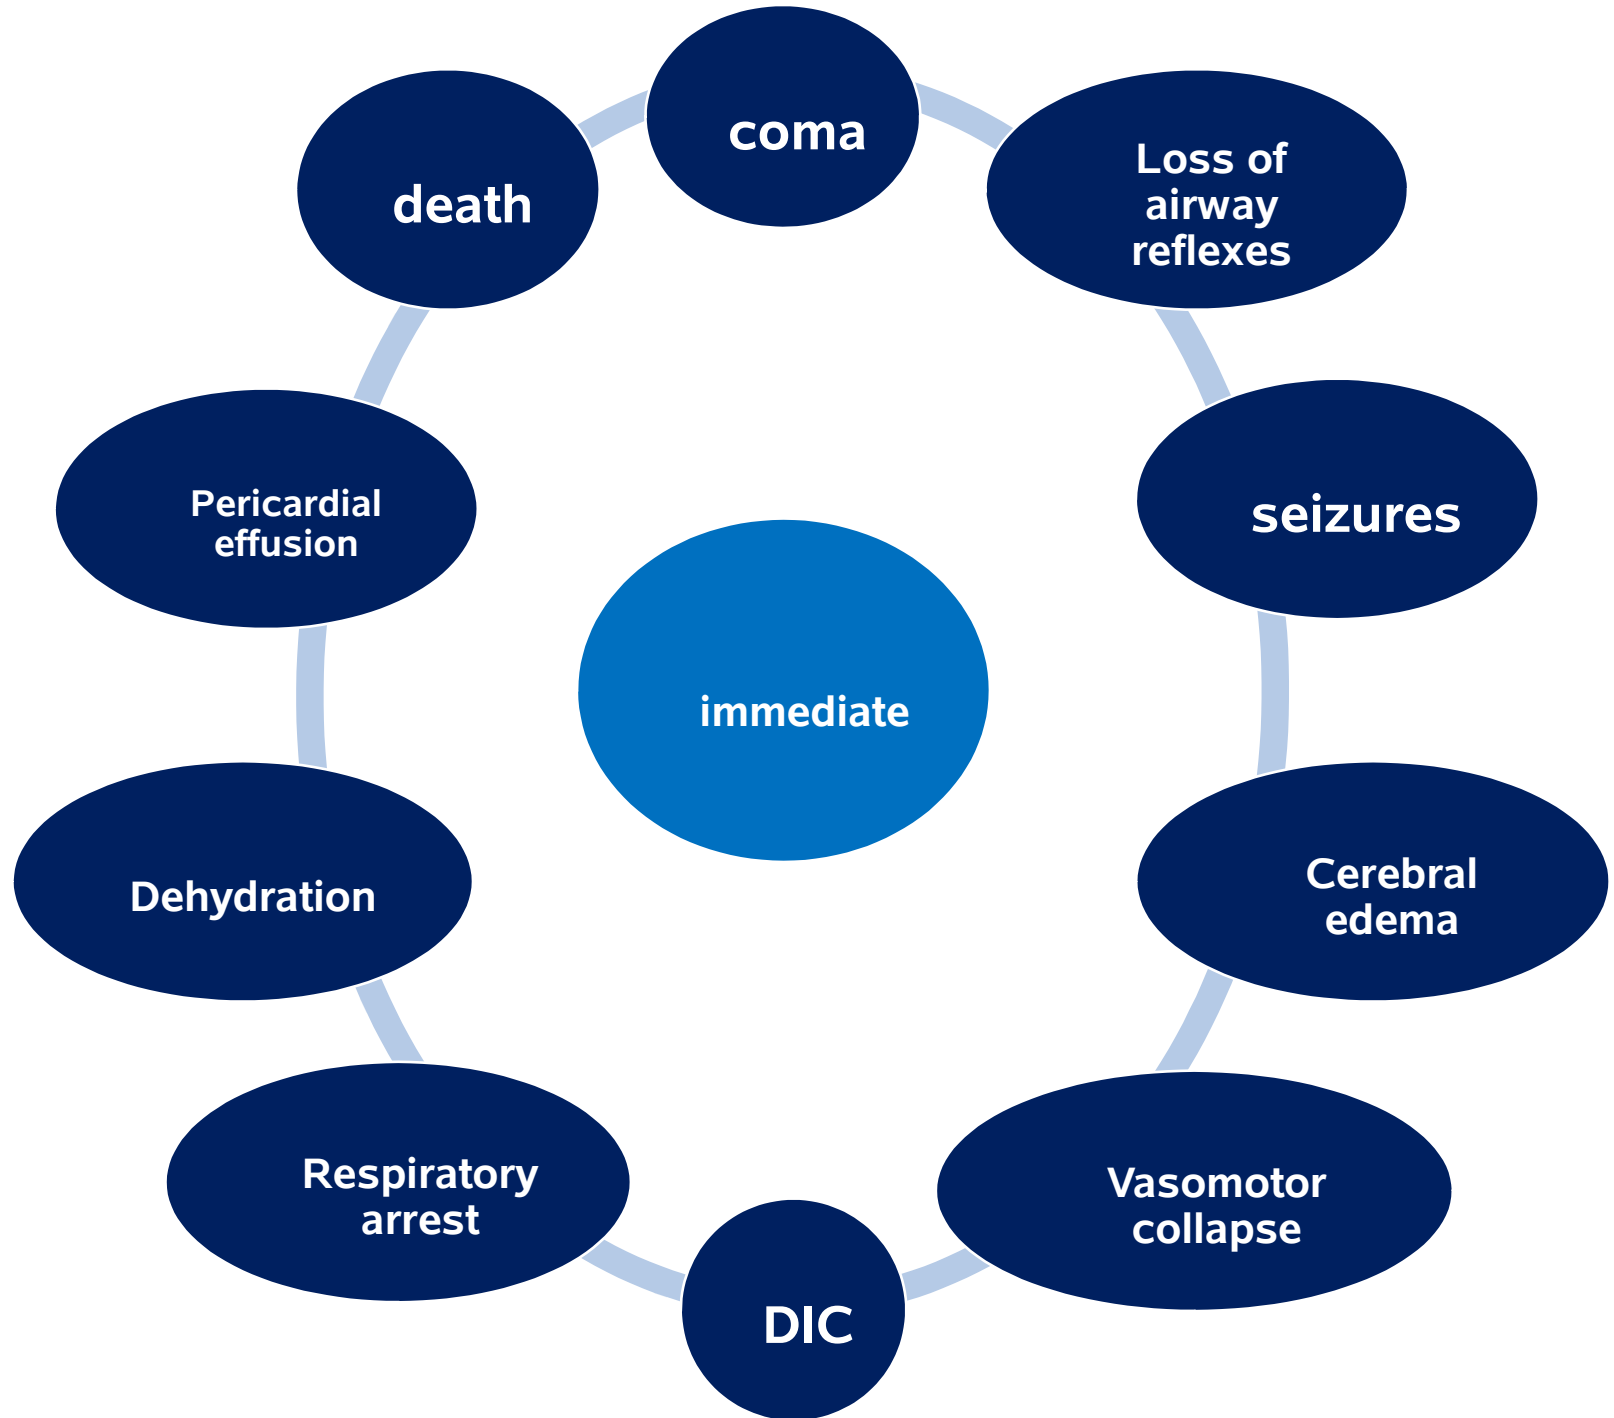 coma
Loss of
airway
reflexes
seizures
Cerebral
edema
Vasomotor
collapse
DIC
Respiratory
arrest
Dehydration
Pericardial
effusion
death
immediate